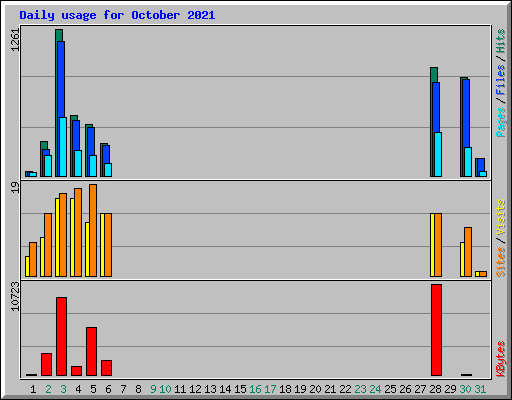 Daily usage for October 2021
1261
Pages / Files / Hits
19
Sites / Visits
10723
KBytes
1 2 3 4 5 6 7 8 9 10 11 12 13 14 15 16 17 18 19 20 21 22 23 24 25 26 27 28 29 30 31